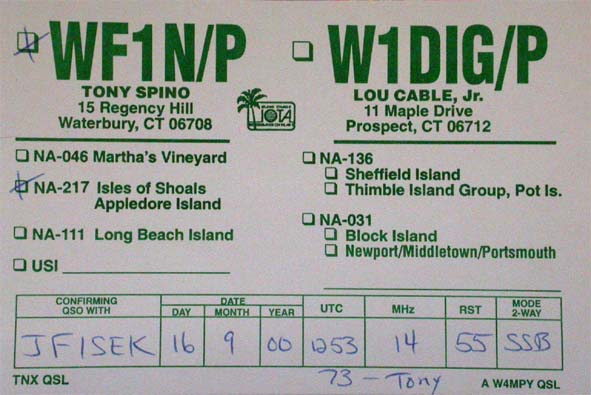 WF1N/P
TONY SPINO
15 Regency Hill
Waterbury, CT 06708
IOTA
W1DIG/P
LOU CABLE, Jr.
11 Maple Drive
Prospect, CT 06712
NA-046 Martha's Vineyard
NA-217 Isles of Shoals
Appledore Island
NA-111 Long Beach Island
USI
NA-136
Sheffield Island
Thimble Island Group, Pot Is.
NA-031
Block Island
Newport/Middletown/Portsmouth
CONFIRMING QSO WITH
DATE
DAY MONTH YEAR
UTC
MHz
RST
MODE 2-WAY
JF1SEK 16 9 00 1253 14 55 SSB
TNX QSL
73 - Tony
A W4MPY QSL